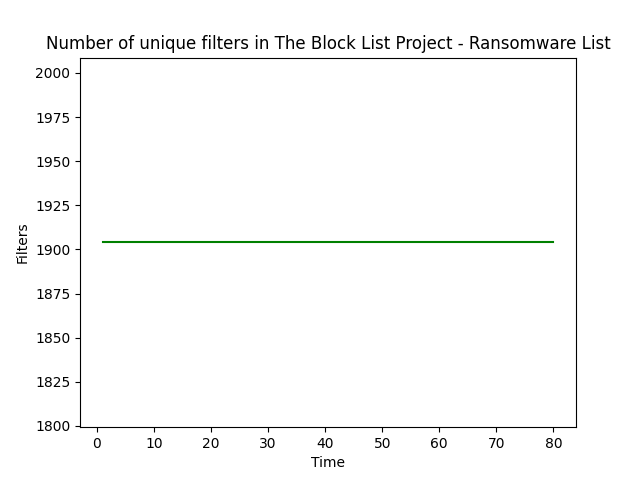 Number of unique filters in The Block List Project - Ransomware List
2000
1975
1950
1925
1900
1875
1850
1825
1800
Filters
0 10 20 30 40 50 60 70 80
Time